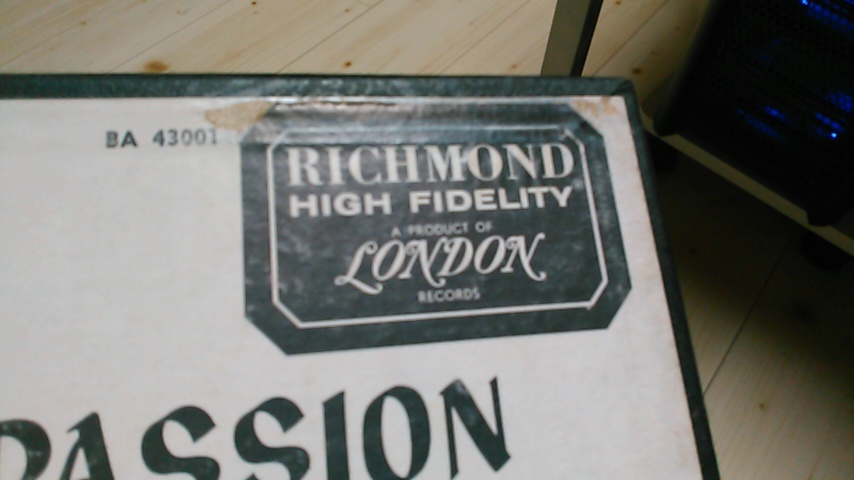 BA 43001
RICHMOND
HIGH FIDELITY
A PRODUCT OF
LONDON
RECORDS
PASSION